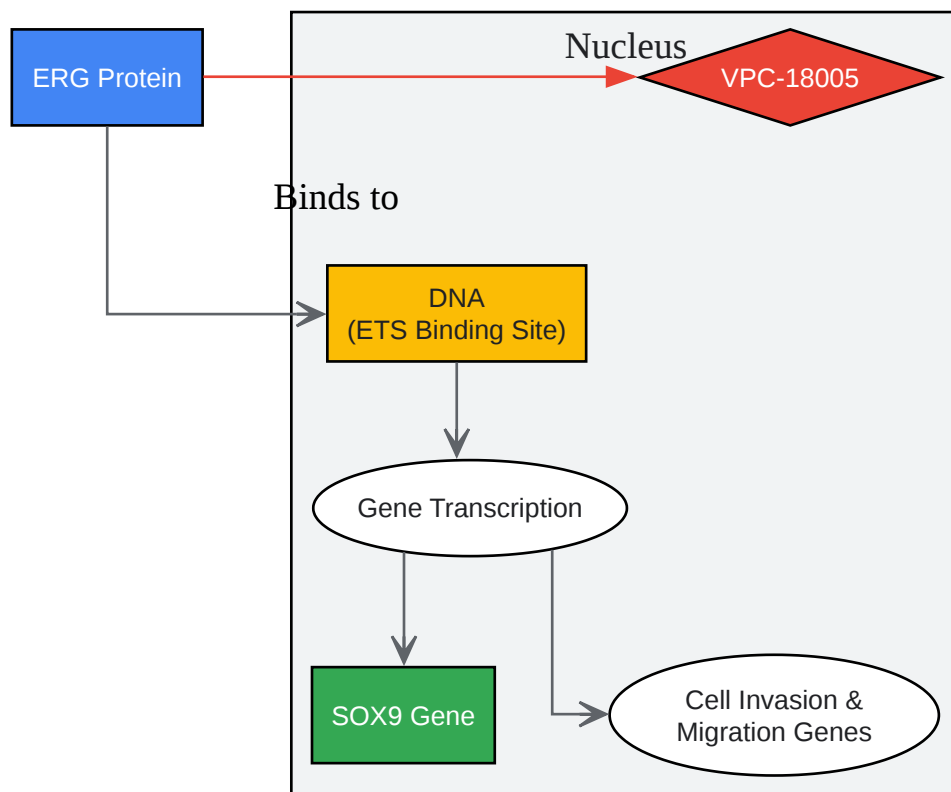 Nucleus
ERG Protein
VPC-18005
Binds to
DNA
(ETS Binding Site)
Gene Transcription
SOX9 Gene
Cell Invasion &
Migration Genes